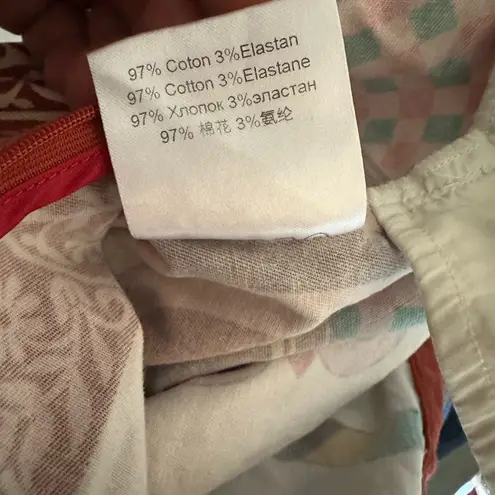 97% Coton 3%Elastan
97% Cotton 3%Elastane
97% Хлопок 3%эластан
97% 棉花 3%氨纶